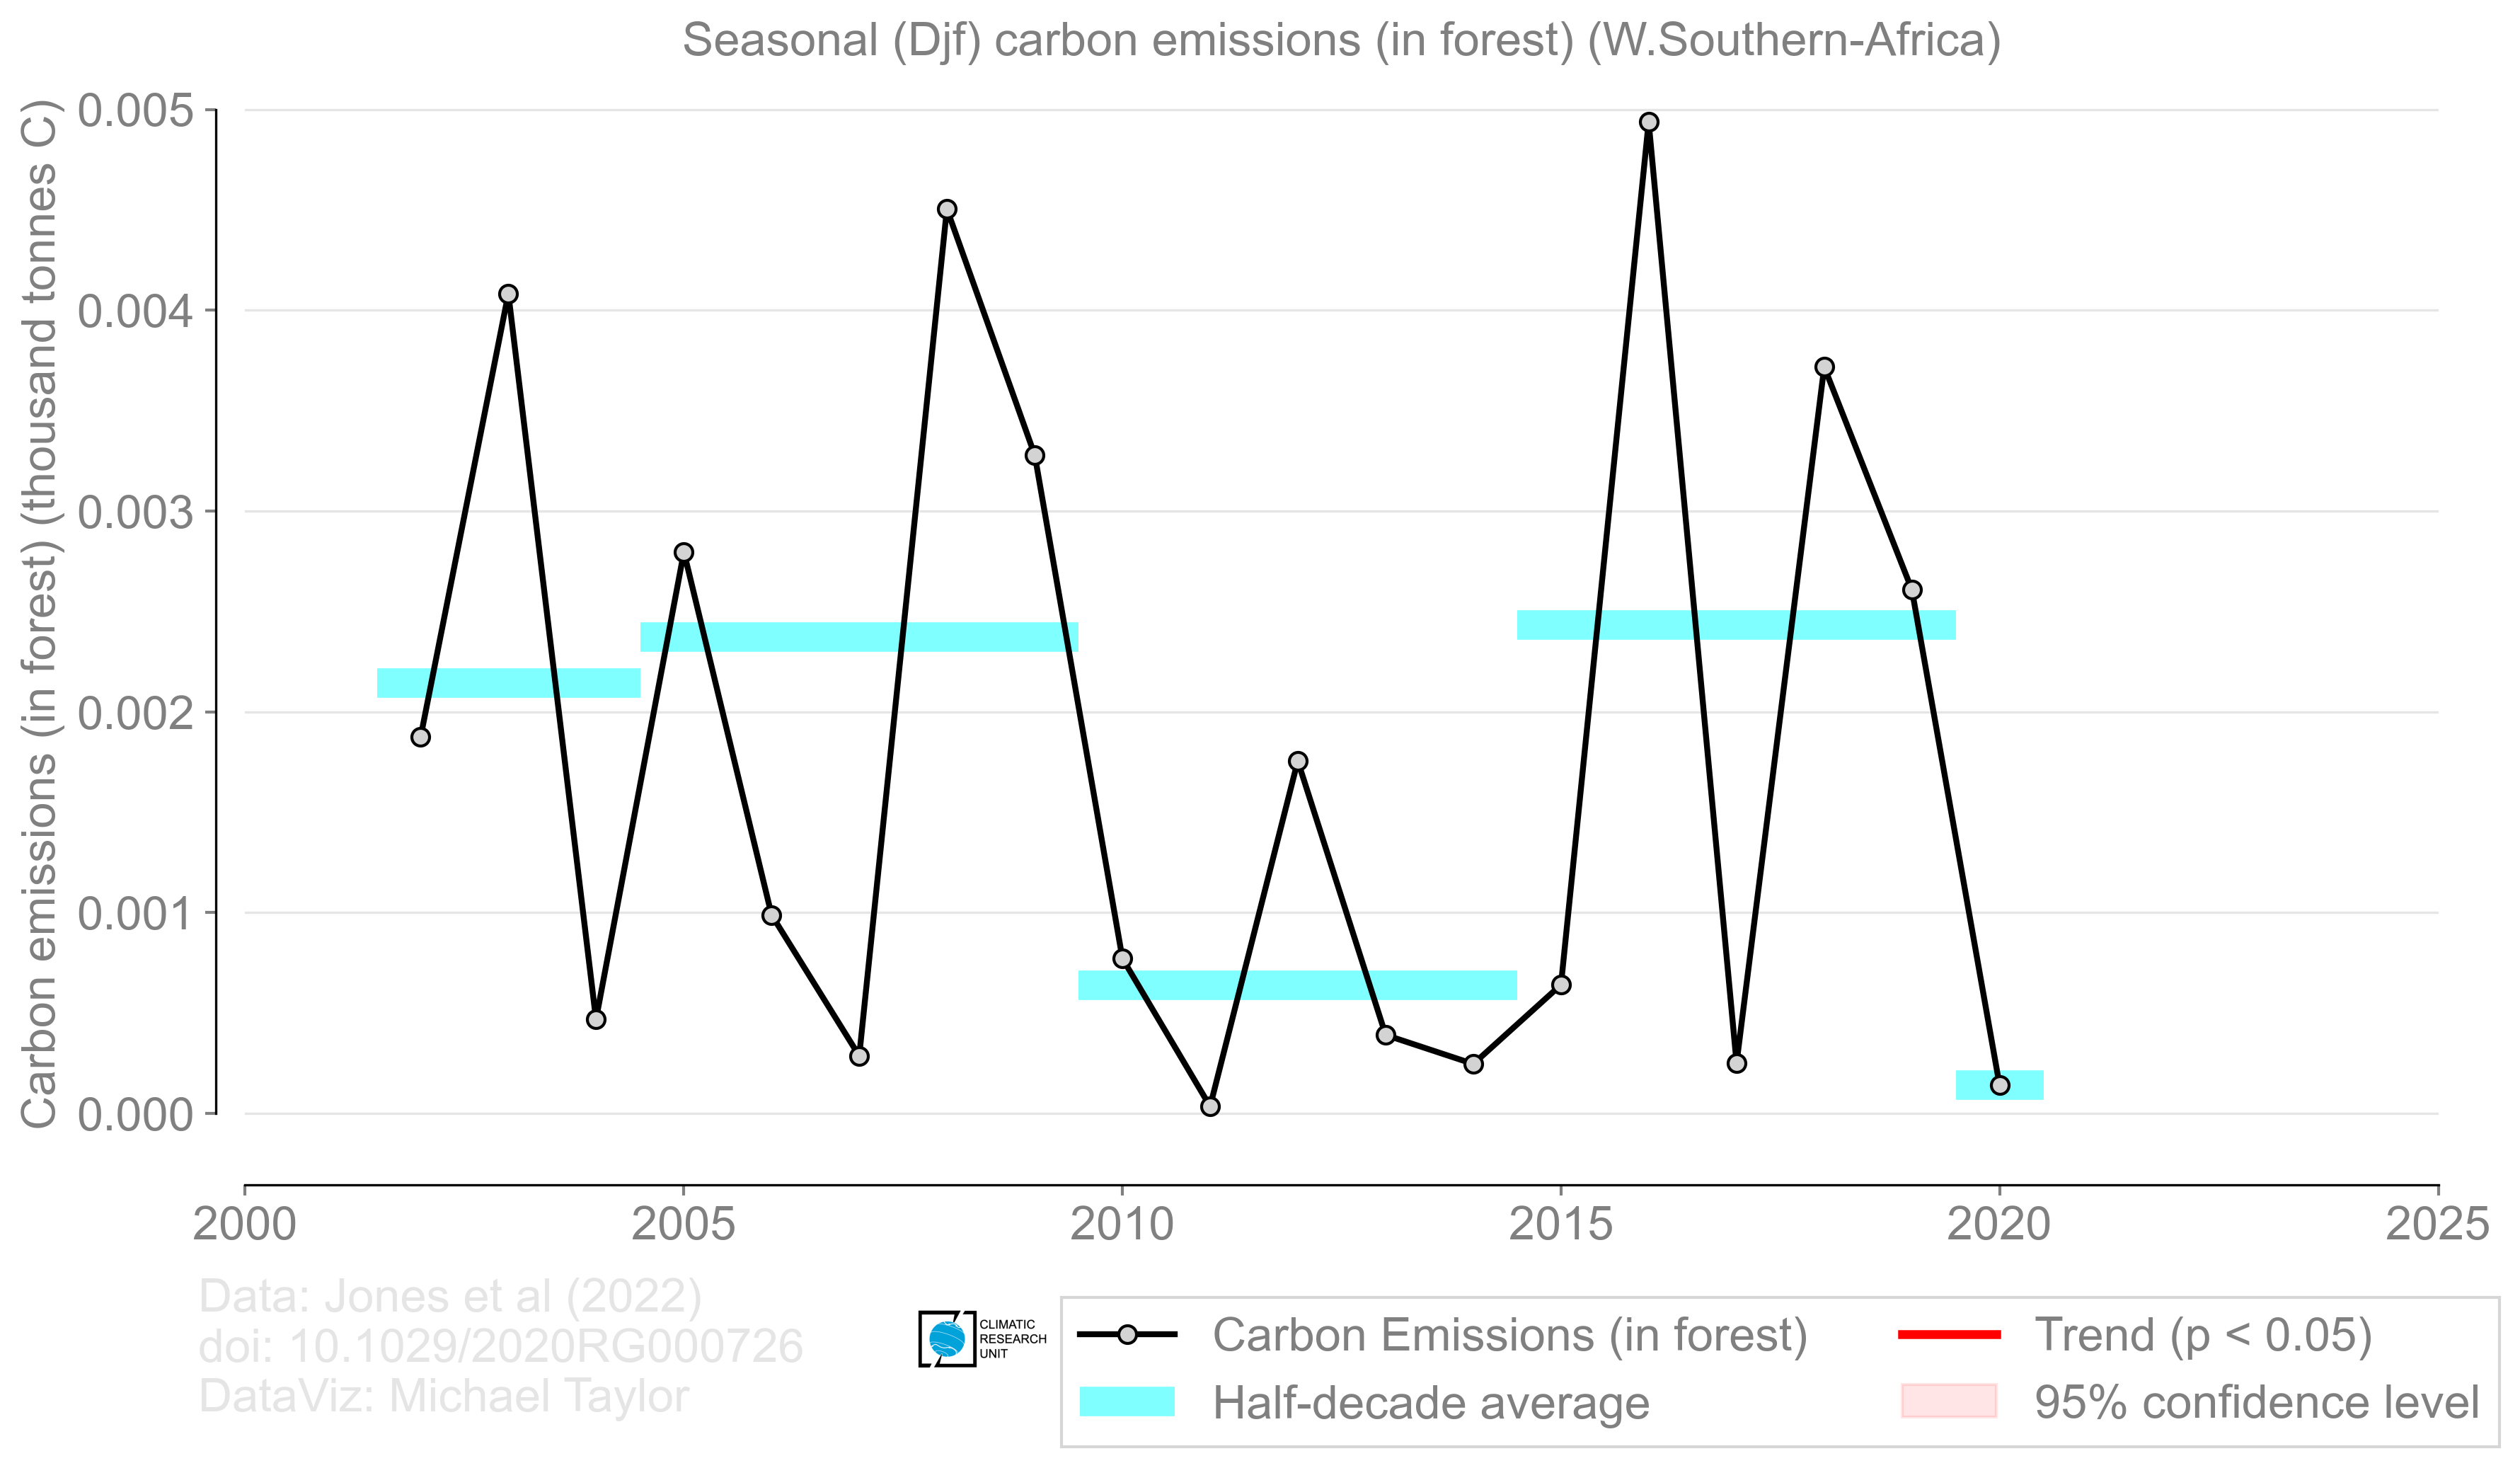 Seasonal (Djf) carbon emissions (in forest) (W.Southern-Africa)
Carbon emissions (in forest) (thousand tonnes C)
0.005
0.004
0.003
0.002
0.001
0.000
2000 2005 2010 2015 2020 2025
Data: Jones et al (2022)
doi: 10.1029/2020RG000726
DataViz: Michael Taylor
CLIMATIC
RESEARCH
UNIT
Carbon Emissions (in forest)
Half-decade average
Trend (p < 0.05)
95% confidence level